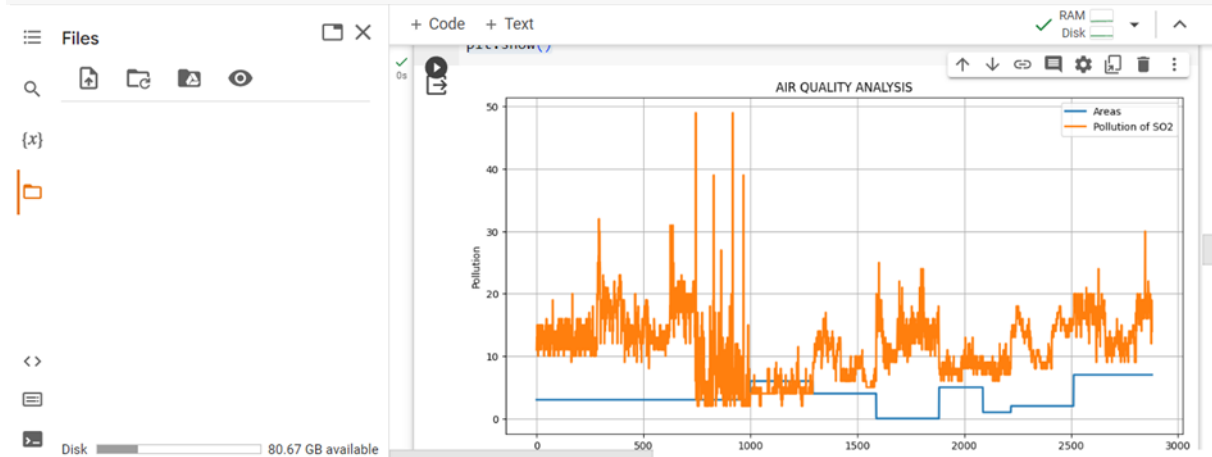 + Code + Text
RAM
Disk
Files
plt.show()
0s
{x}
AIR QUALITY ANALYSIS
Areas
Pollution of SO2
Pollution
50
40
30
20
10
0
0 500 1000 1500 2000 2500 3000
<>
Disk 80.67 GB available